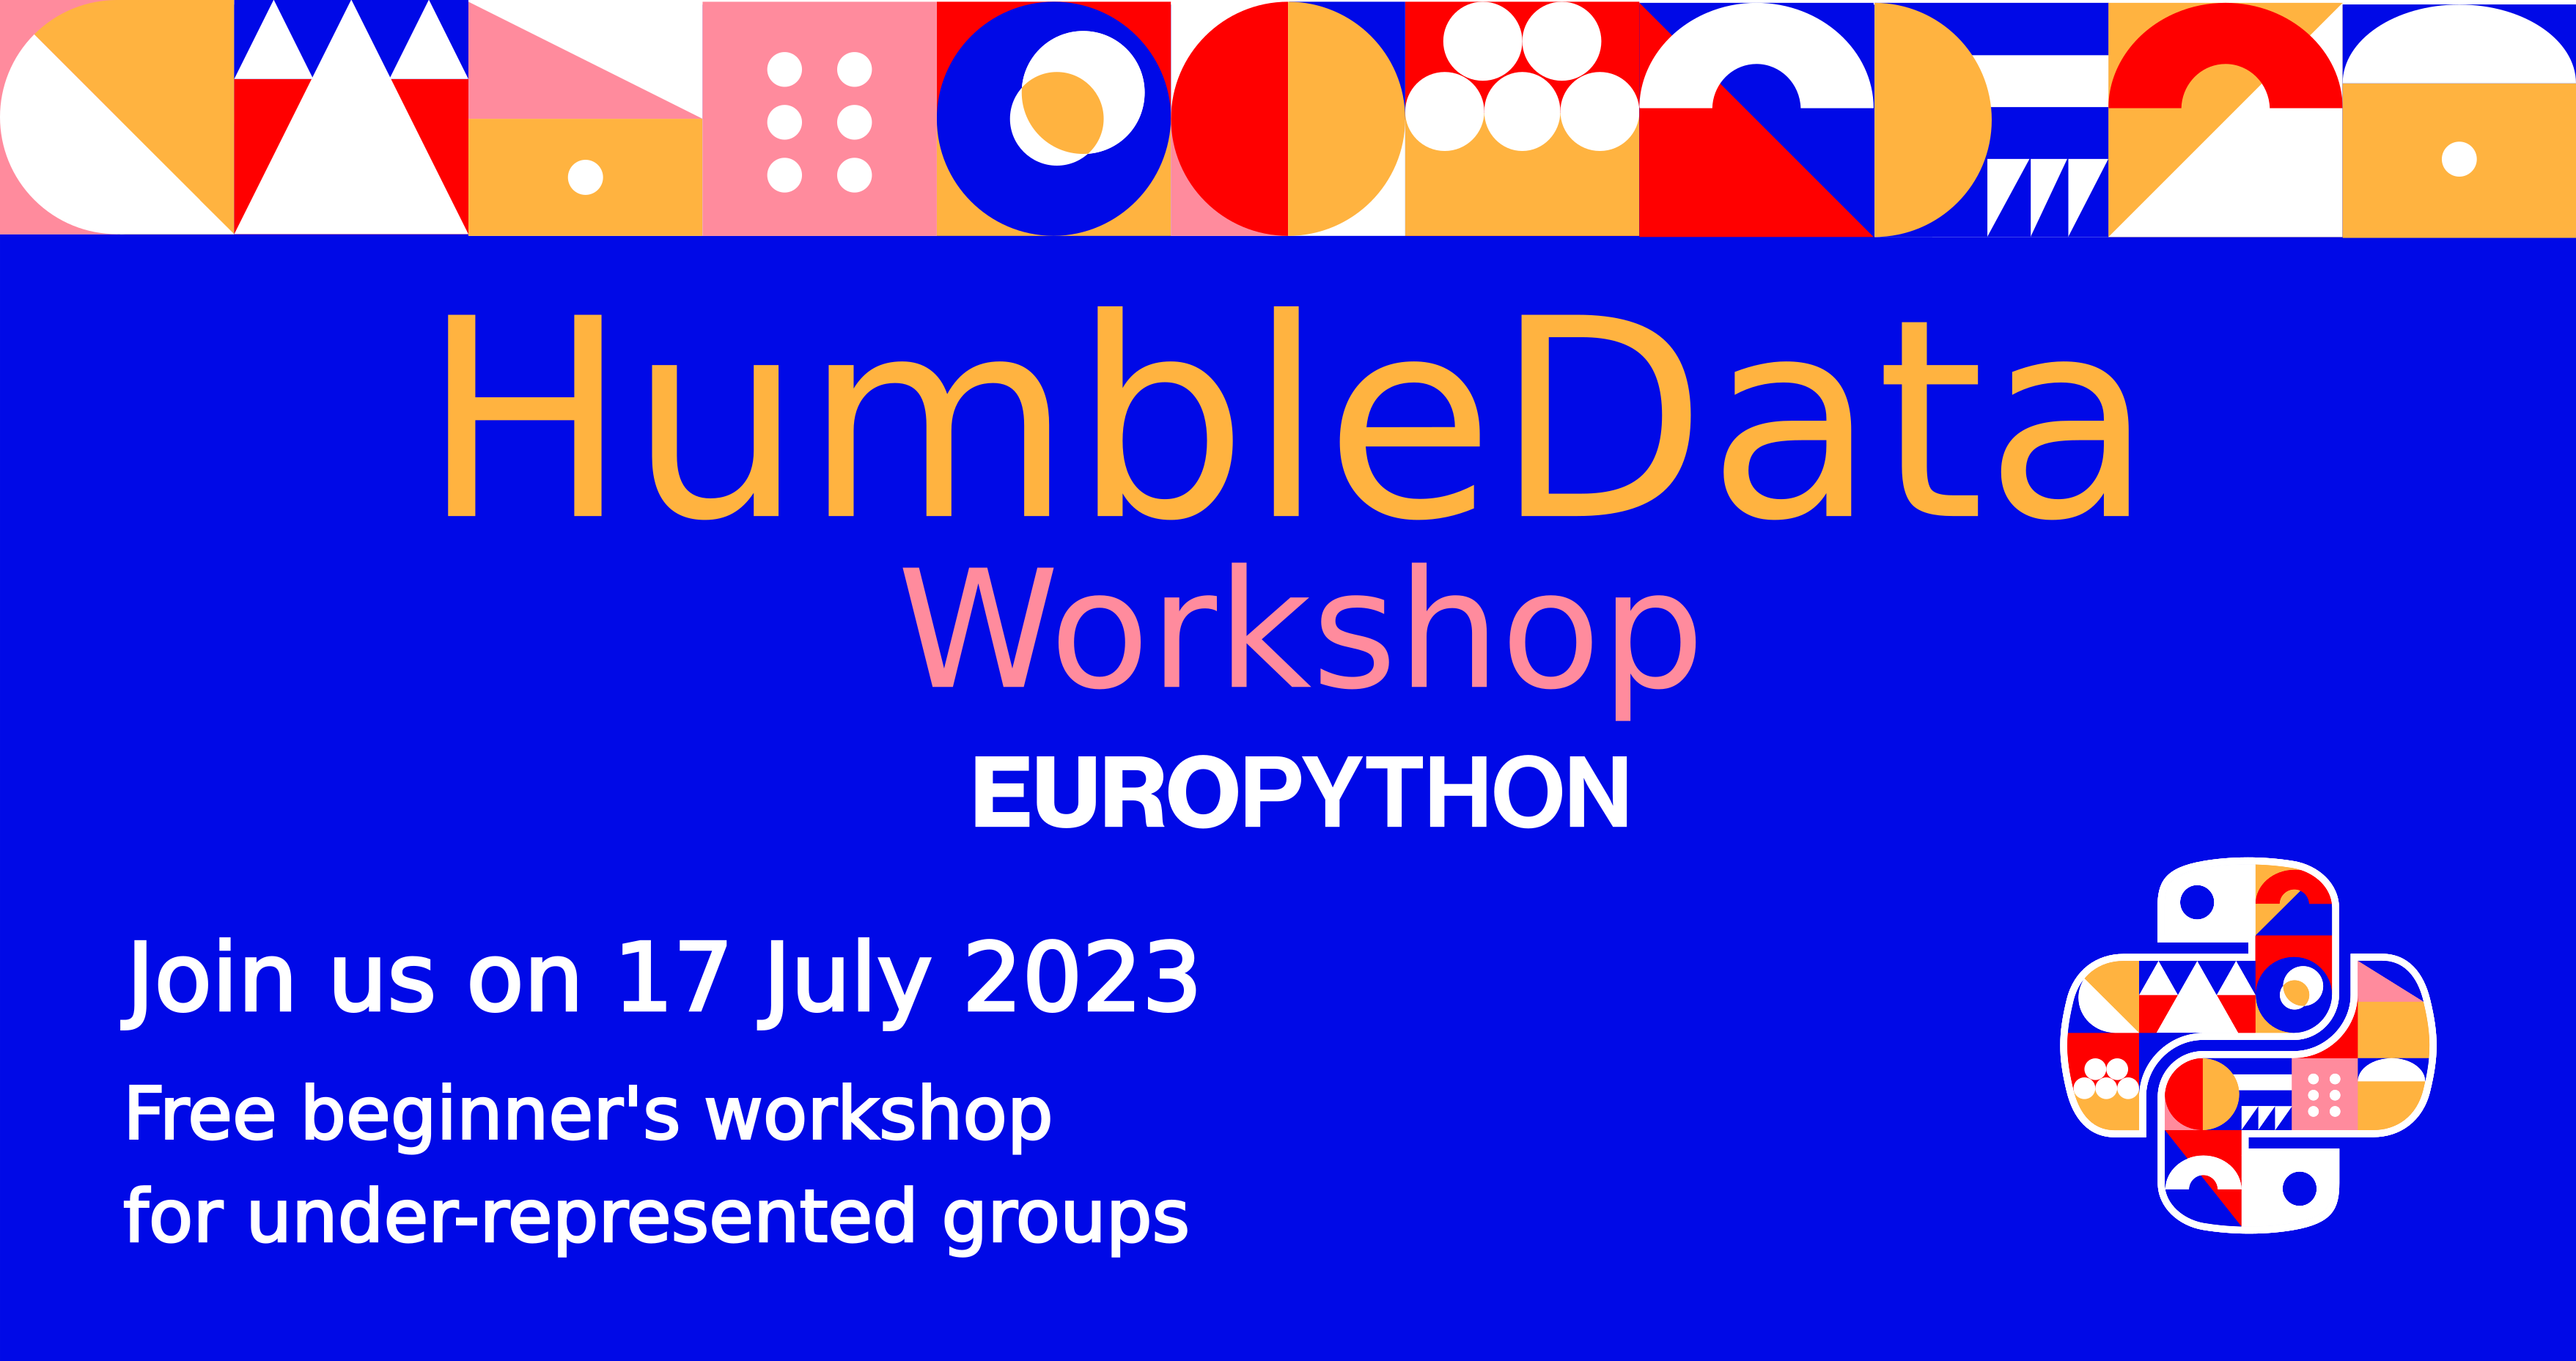 HumbleData
Workshop
EUROPYTHON
Join us on 17 July 2023
Free beginner's workshop
for under-represented groups